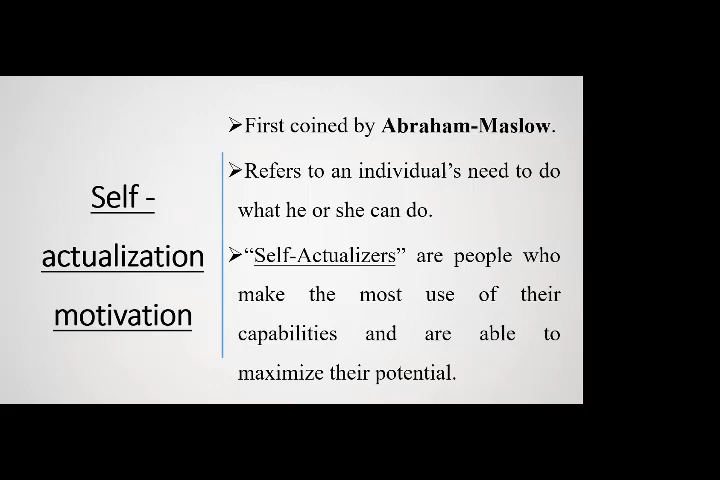 Self -
actualization
motivation
➢First coined by Abraham-Maslow.
➢Refers to an individual’s need to do
what he or she can do.
➢“Self-Actualizers” are people who
make the most use of their
capabilities and are able to
maximize their potential.